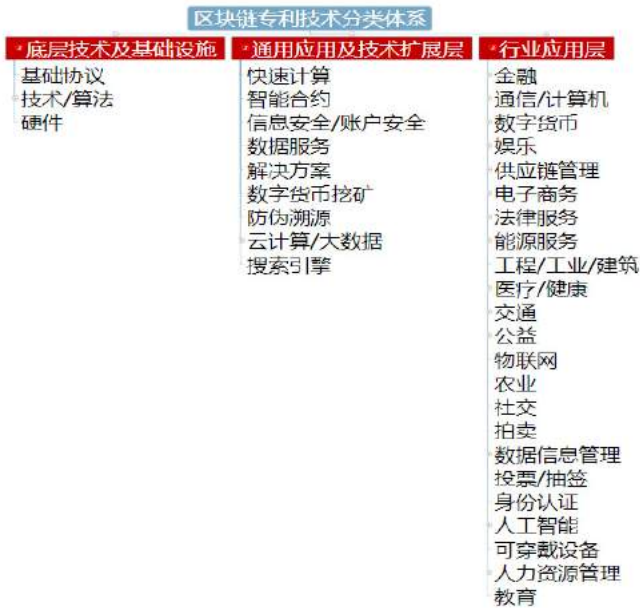 区块链专利技术分类体系
底层技术及基础设施
基础协议
技术/算法
硬件
通用应用及技术扩展层
快速计算
智能合约
信息安全/账户安全
数据服务
解决方案
数字货币挖矿
防伪溯源
云计算/大数据
搜索引擎
行业应用层
金融
通信/计算机
数字货币
娱乐
供应链管理
电子商务
法律服务
能源服务
工程/工业/建筑
医疗/健康
交通
公益
物联网
农业
社交
拍卖
数据信息管理
投票/抽签
身份认证
人工智能
可穿戴设备
人力资源管理
教育